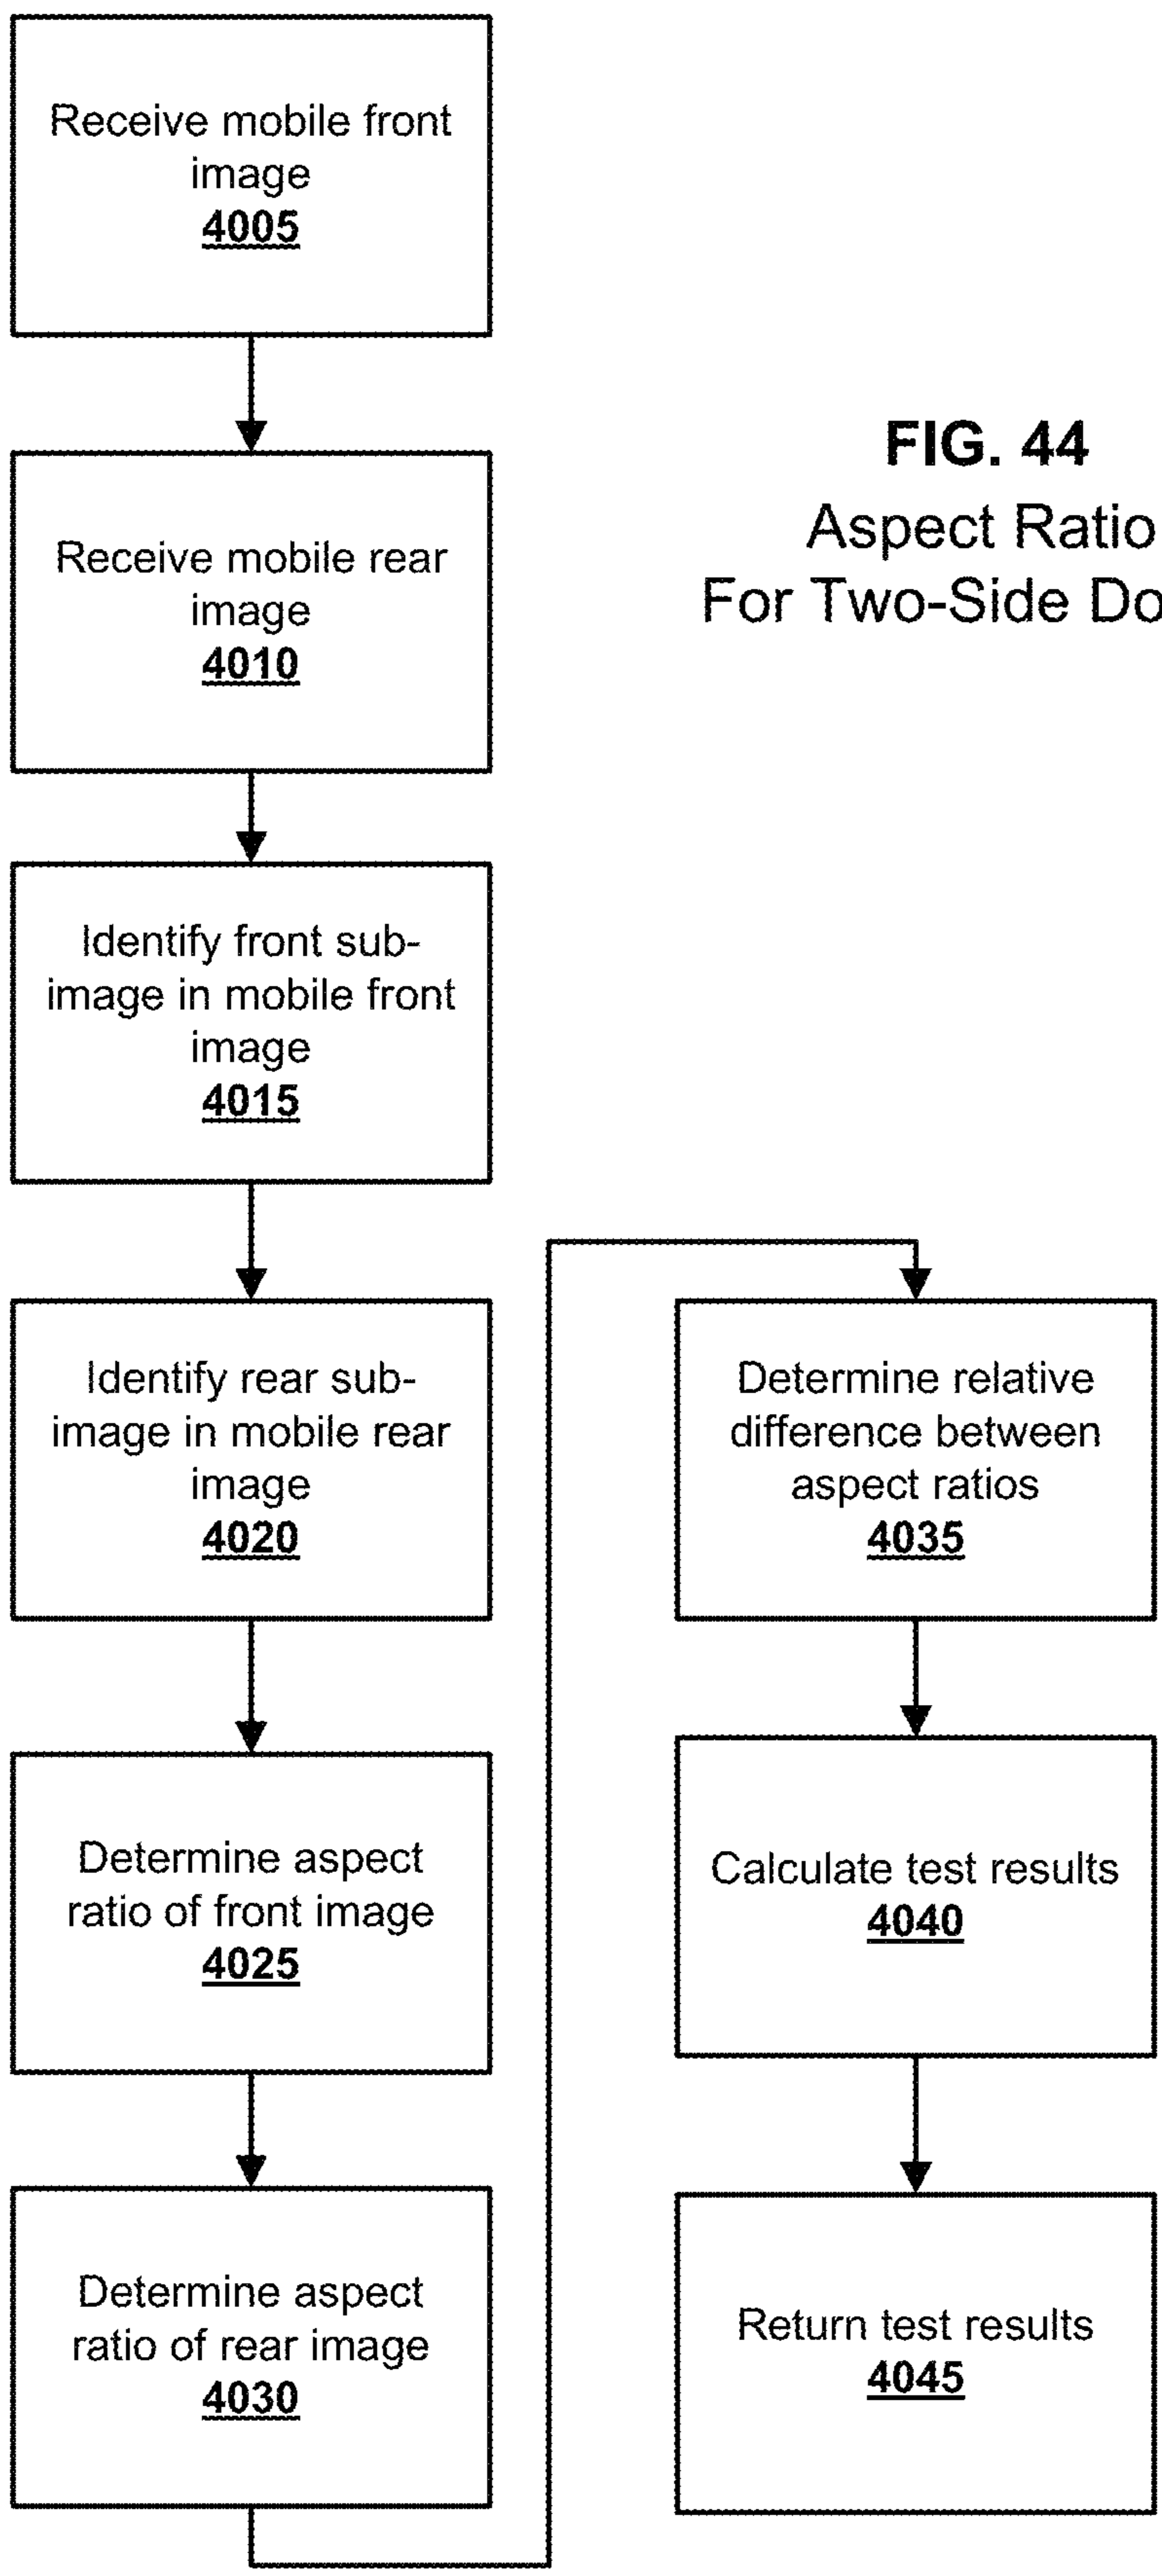 Receive mobile front
image
4005
Receive mobile rear
image
4010
Identify front sub-
image in mobile front
image
4015
Identify rear sub-
image in mobile rear
image
4020
Determine aspect
ratio of front image
4025
Determine aspect
ratio of rear image
4030
FIG. 44
Aspect Ratio
For Two-Side
Determine relative
difference between
aspect ratios
4035
Calculate test results
4040
Return test results
4045